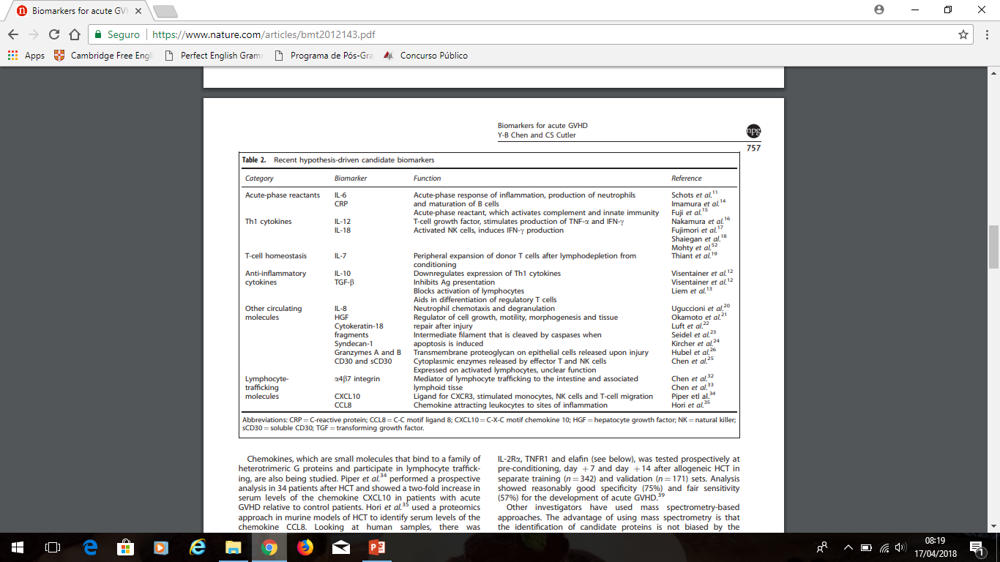 Biomarkers for acute GV
Seguro https://www.nature.com/articles/bmt2012143.pdf
Apps Cambridge Free Engl Perfect English Gram Programa de Pós-Gra Concurso Público
Biomarkers for acute GVHD
Y-B Chen and CS Cutler
npg
757
Table 2. Recent hypothesis-driven candidate biomarkers
Category Biomarker Function Reference
Acute-phase reactants IL-6 Acute-phase response of inflammation, production of neutrophils Schots et al.11
CRP and maturation of B cells Imamura et al.14
Acute-phase reactant, which activates complement and innate immunity Fuji et al.15
Th1 cytokines IL-12 T-cell growth factor, stimulates production of TNF-α and IFN-γ Nakamura et al.16
IL-18 Activated NK cells, induces IFN-γ production Fujimori et al.17
Shaiegan et al.18
Mohty et al.52
T-cell homeostasis IL-7 Peripheral expansion of donor T cells after lymphodepletion from Thiant et al.19
conditioning
Anti-inflammatory IL-10 Downregulates expression of Th1 cytokines Visentainer et al.12
cytokines TGF-β Inhibits Ag presentation Visentainer et al.12
Blocks activation of lymphocytes Liem et al.13
Aids in differentiation of regulatory T cells
Other circulating IL-8 Neutrophil chemotaxis and degranulation Uguccioni et al.20
molecules HGF Regulator of cell growth, motility, morphogenesis and tissue Okamoto et al.21
Cytokeratin-18 repair after injury Luft et al.22
fragments Intermediate filament that is cleaved by caspases when Seidel et al.23
Syndecan-1 apoptosis is induced Kircher et al.24
Granzymes A and B Transmembrane proteoglycan on epithelial cells released upon injury Hubel et al.26
CD30 and sCD30 Cytoplasmic enzymes released by effector T and NK cells Chen et al.25
Expressed on activated lymphocytes, unclear function
Lymphocyte- α4β7 integrin Mediator of lymphocyte trafficking to the intestine and associated Chen et al.32
trafficking lymphoid tisse Chen et al.33
molecules CXCL10 Ligand for CXCR3, stimulated monocytes, NK cells and T-cell migration Piper etl al.34
CCL8 Chemokine attracting leukocytes to sites of inflammation Hori et al.35
Abbreviations: CRP = C-reactive protein; CCL8 = C-C motif ligand 8; CXCL10 = C-X-C motif chemokine 10; HGF = hepatocyte growth factor; NK = natural killer;
sCD30 = soluble CD30; TGF = transforming growth factor.
Chemokines, which are small molecules that bind to a family of
heterotrimeric G proteins and participate in lymphocyte traffick-
ing, are also being studied. Piper et al.34 performed a prospective
analysis in 34 patients after HCT and showed a two-fold increase in
serum levels of the chemokine CXCL10 in patients with acute
GVHD relative to control patients. Hori et al.35 used a proteomics
approach in murine models of HCT to identify serum levels of the
chemokine CCL8. Looking at human samples, there was
IL-2Rα, TNFR1 and elafin (see below), was tested prospectively at
pre-conditioning, day +7 and day +14 after allogeneic HCT in
separate training (n = 342) and validation (n = 171) sets. Analysis
showed reasonably good specificity (75%) and fair sensitivity
(57%) for the development of acute GVHD.39
Other investigators have used mass spectrometry-based
approaches. The advantage of using mass spectrometry is that
the identification of candidate proteins is not biased by the
08:19
17/04/2018
1